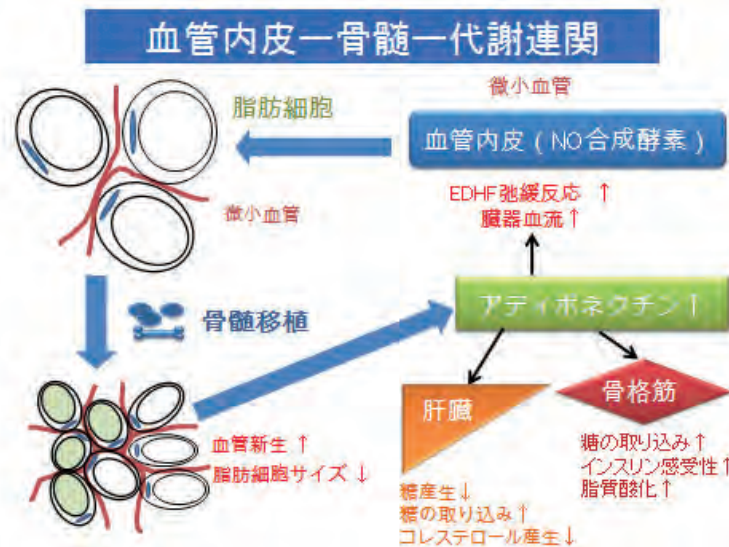 血管内皮ー骨髄ー代謝連関
微小血管
脂肪細胞
血管内皮（NO合成酵素）
EDHF弛緩反応 ↑
臓器血流↑
微小血管
アディポネクチン↑
骨髄移植
肝臓
骨格筋
血管新生 ↑
脂肪細胞サイズ ↓
糖の取り込み↑
インスリン感受性↑
脂質酸化↑
糖産生↓
糖の取り込み↑
コレステロール産生↓